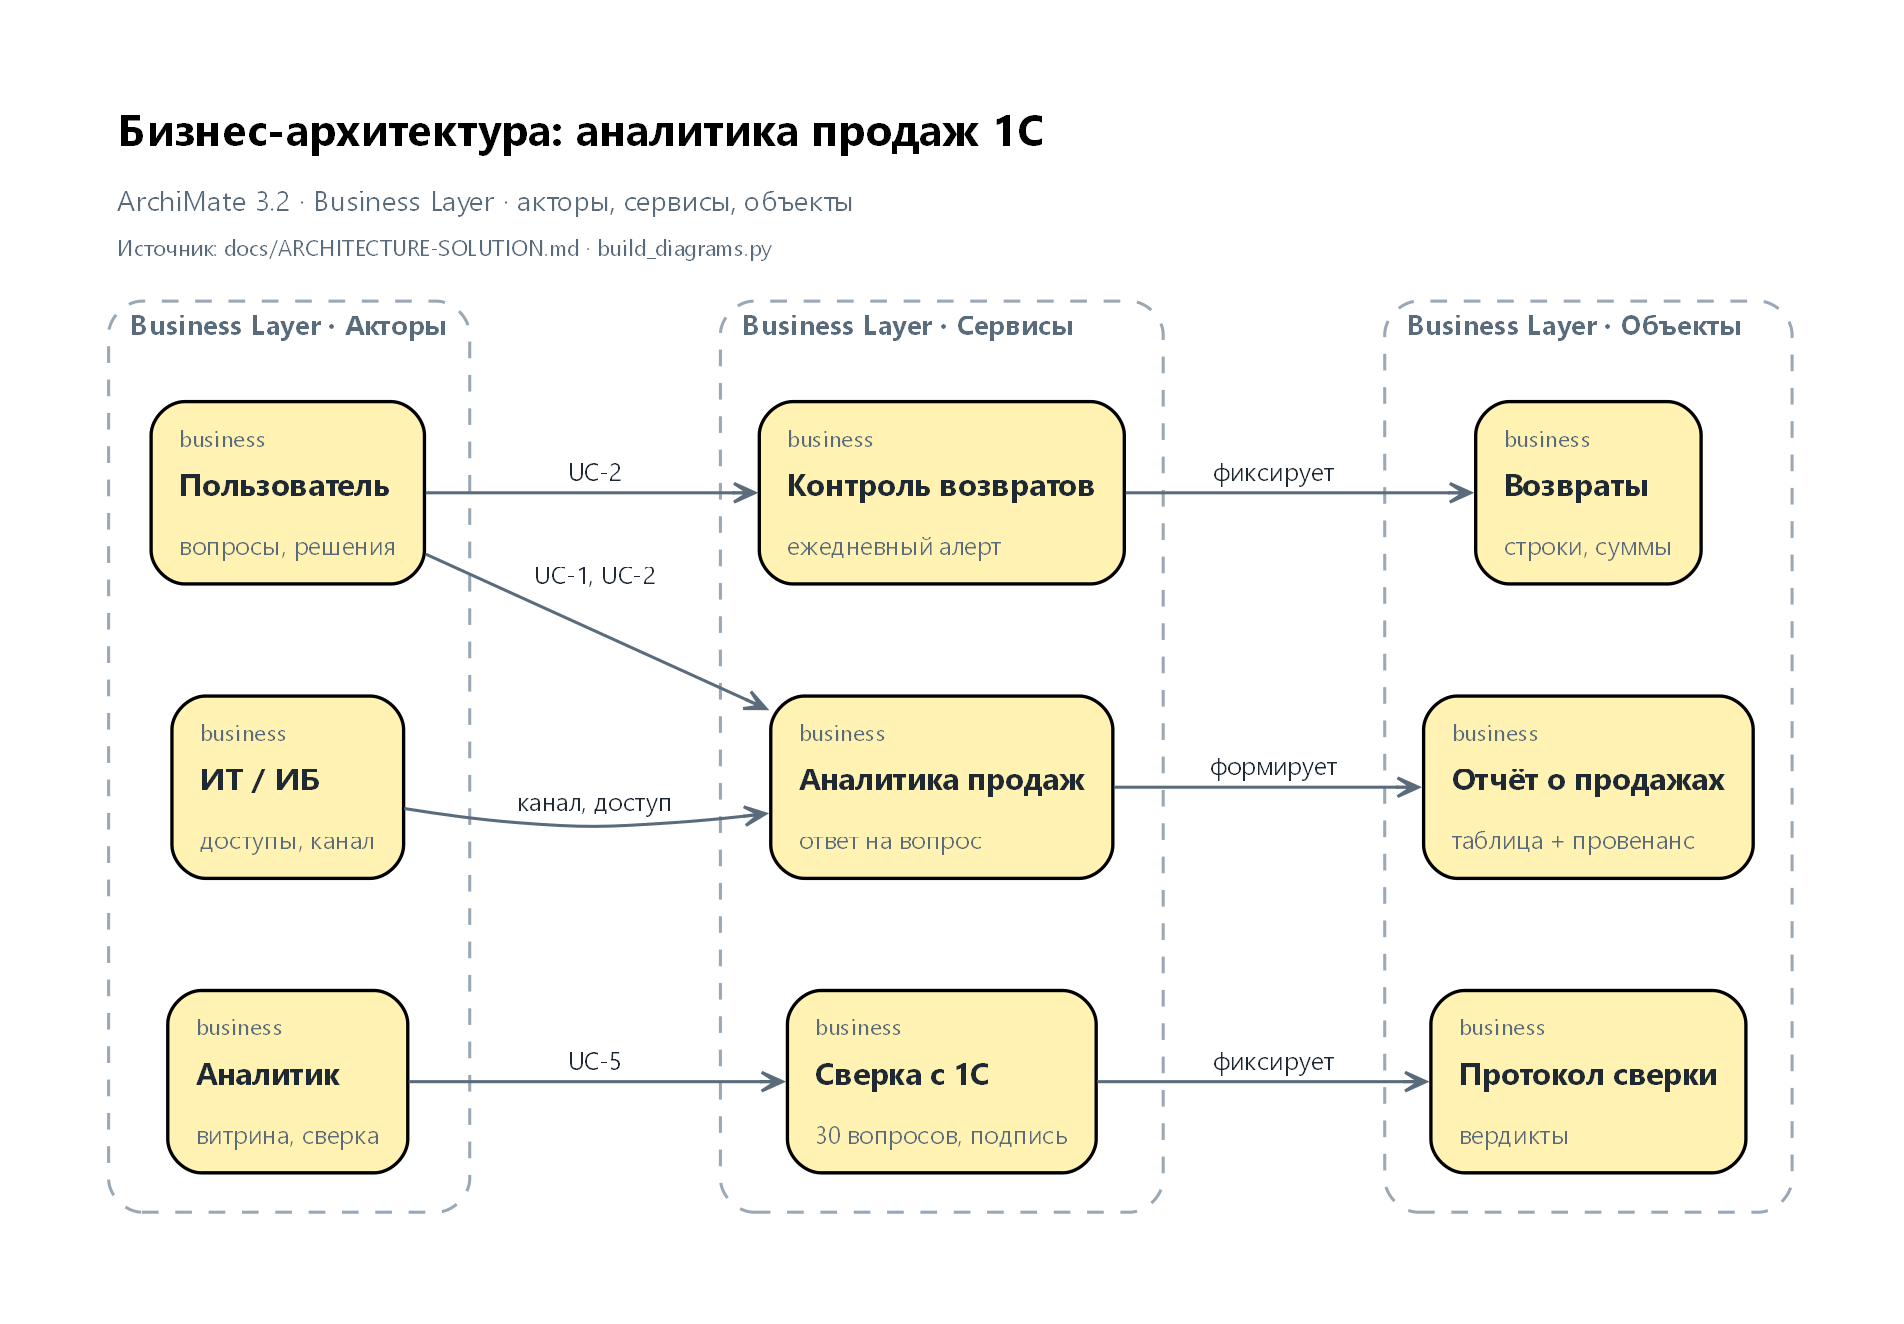 Бизнес-архитектура: аналитика продаж 1С
ArchiMate 3.2 · Business Layer · акторы, сервисы, объекты
Источник: docs/ARCHITECTURE-SOLUTION.md · build_diagrams.py
Business Layer · Акторы
business
Пользователь
вопросы, решения
business
ИТ / ИБ
доступы, канал
business
Аналитик
витрина, сверка
UC-2
UC-1, UC-2
канал, доступ
UC-5
Business Layer · Сервисы
business
Контроль возвратов
ежедневный алерт
business
Аналитика продаж
ответ на вопрос
business
Сверка с 1С
30 вопросов, подпись
фиксирует
формирует
фиксирует
Business Layer · Объекты
business
Возвраты
строки, суммы
business
Отчёт о продажах
таблица + провенанс
business
Протокол сверки
вердикты